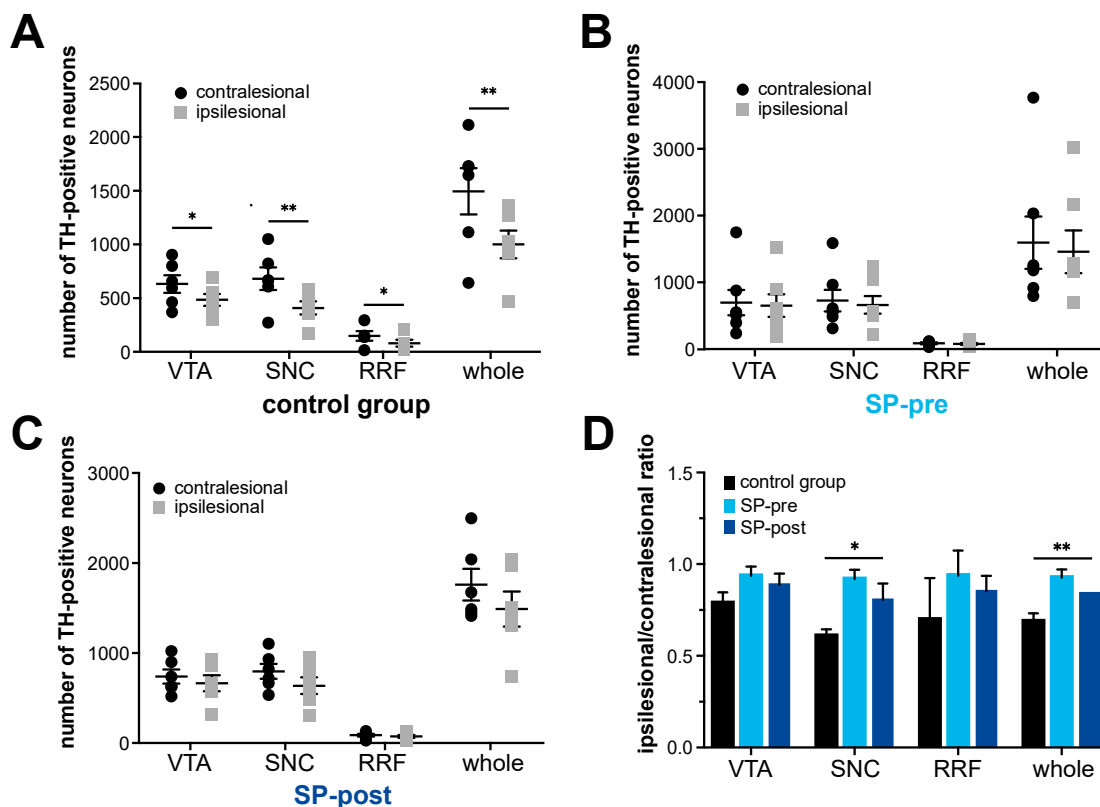 A
number of TH-positive neurons
2500
2000
1500
1000
500
0
contralesional
ipsilesional
*
**
*
**
VTA SNC RRF whole
control group
B
number of TH-positive neurons
4000
3000
2000
1000
0
contralesional
ipsilesional
VTA SNC RRF whole
SP-pre
C
number of TH-positive neurons
3000
2000
1000
0
contralesional
ipsilesional
VTA SNC RRF whole
SP-post
D
ipsilesional/contralesional ratio
1.5
1.0
0.5
0.0
control group
SP-pre
SP-post
*
**
VTA SNC RRF whole